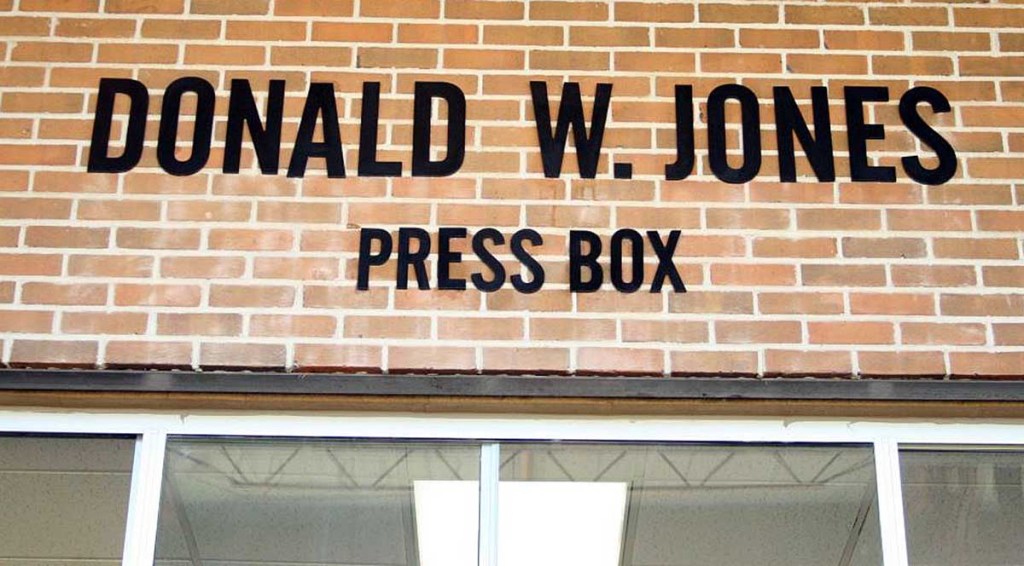 DONALD W. JONES
PRESS BOX